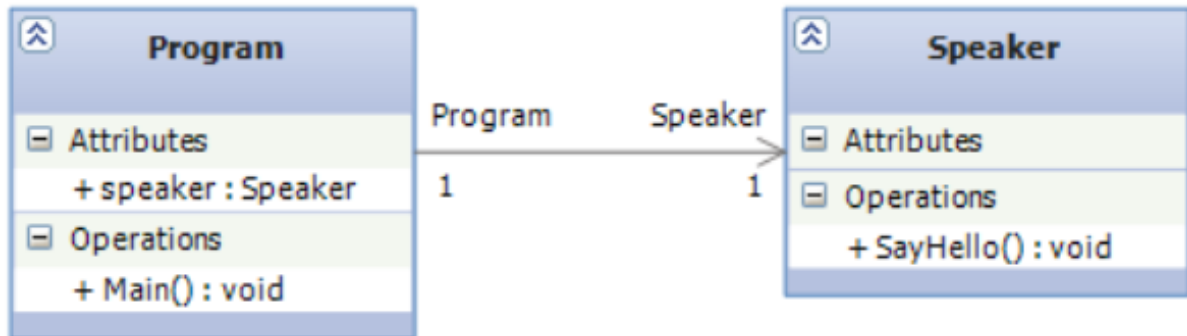 Program
Attributes
+ speaker : Speaker
Operations
+ Main() : void
Program Speaker
1 1
Speaker
Attributes
Operations
+ SayHello() : void